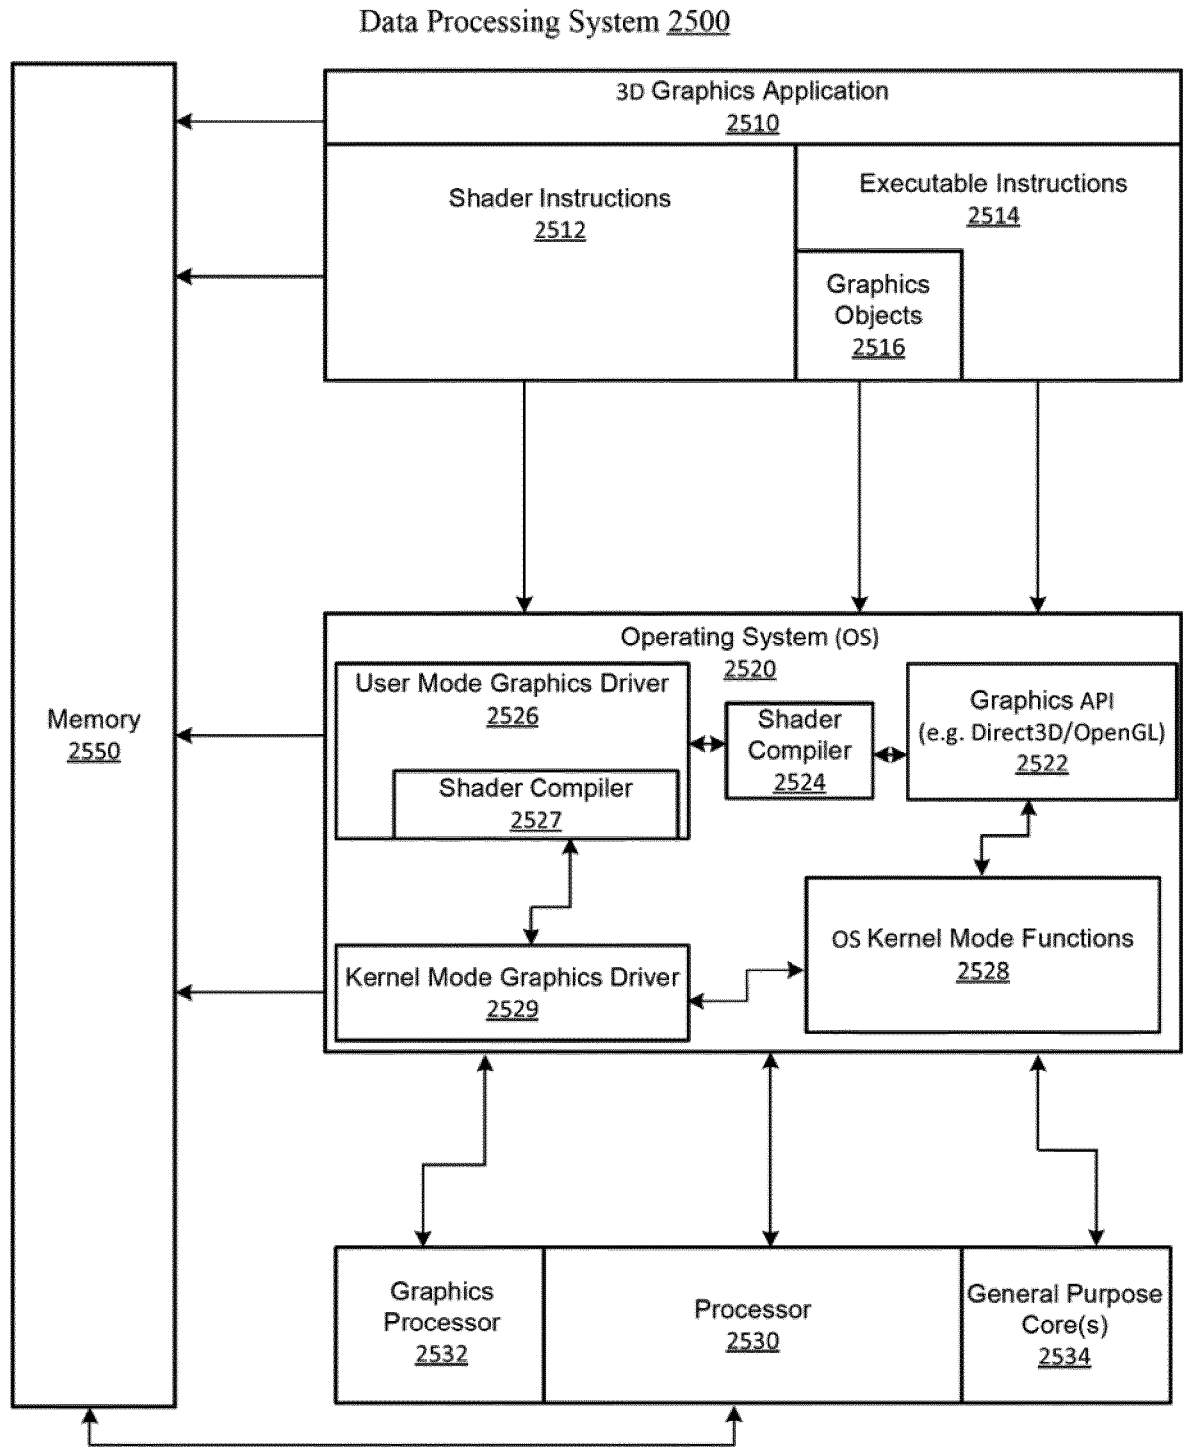 Data Processing System 2500
3D Graphics Application
2510
Shader Instructions
2512
Executable Instructions
2514
Graphics
Objects
2516
Operating System (OS)
2520
User Mode Graphics Driver
2526
Shader Compiler
2527
Shader
Compiler
2524
Graphics API
(e.g. Direct3D/OpenGL)
2522
Memory
2550
OS Kernel Mode Functions
2528
Kernel Mode Graphics Driver
2529
Graphics
Processor
2532
Processor
2530
General Purpose
Core(s)
2534